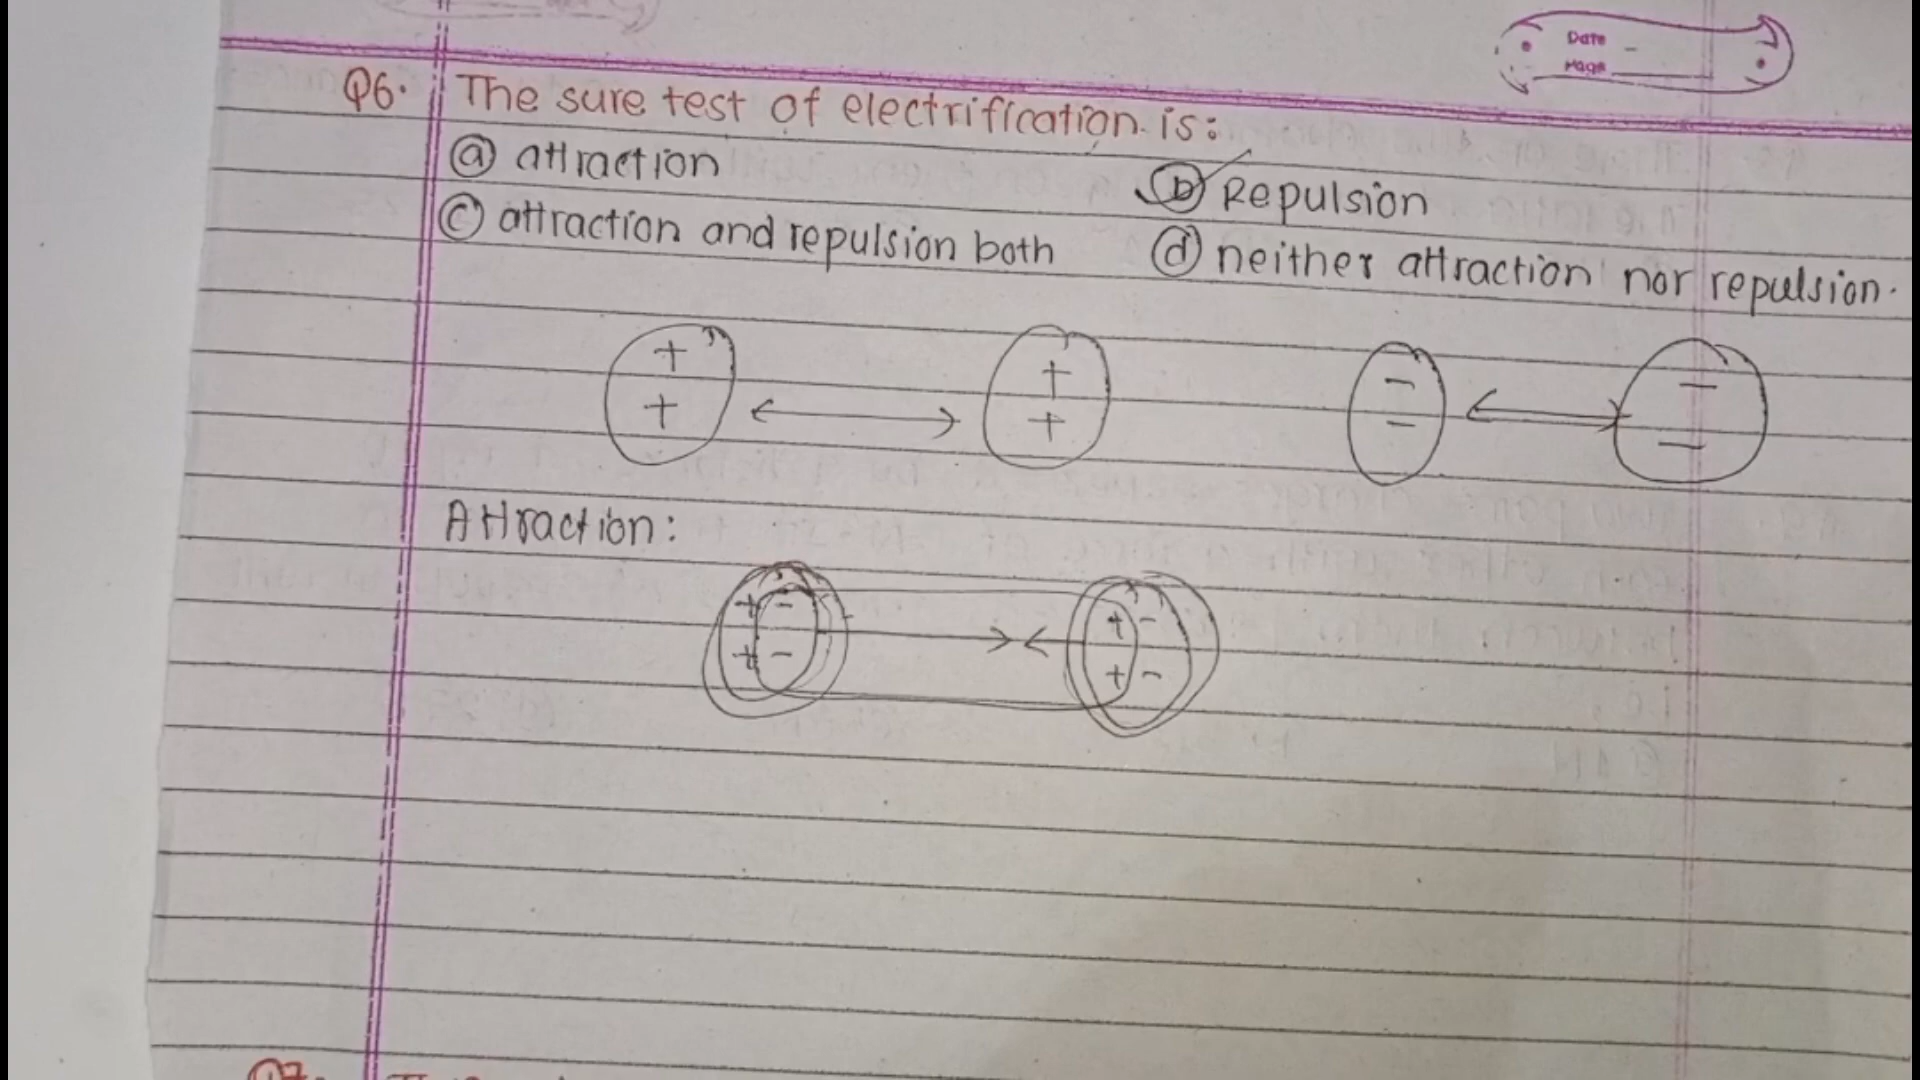 Date
Page
Q6. The sure test of electrification is:
(a) attraction (b) Repulsion
(c) attraction and repulsion both (d) neither attraction nor repulsion.
+ + - -
+ + - -
Attraction:
+ - + -
+ - + -
Q7.